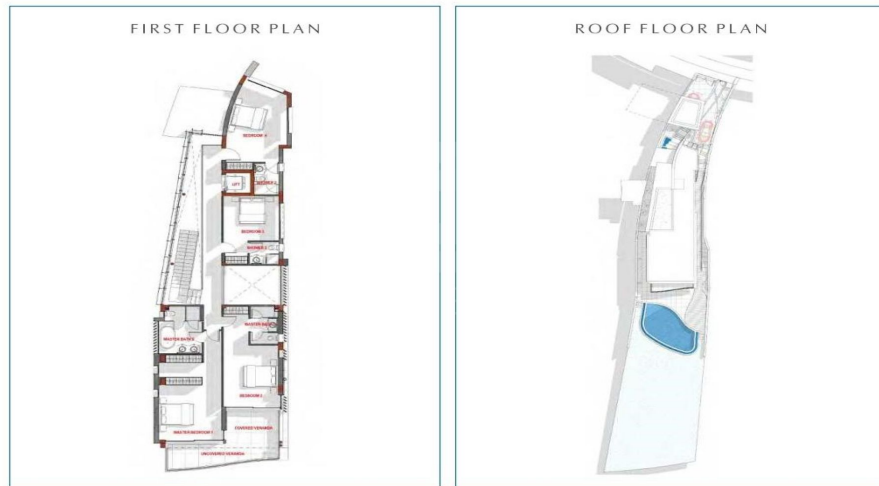 FIRST FLOOR PLAN
BEDROOM 4
LIFT
SHOWER 4
BEDROOM 3
SHOWER 3
MASTER BATH 1
MASTER BATH 2
BEDROOM 2
MASTER BEDROOM 1
COVERED VERANDA
UNCOVERED VERANDA
ROOF FLOOR PLAN